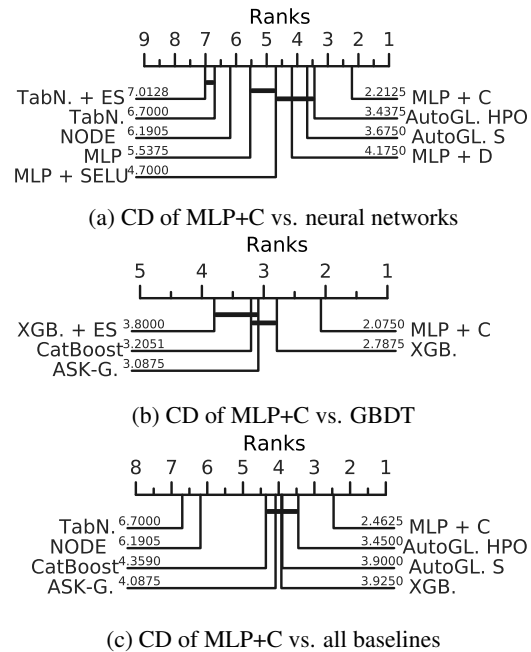 Ranks
9 8 7 6 5 4 3 2 1
TabN. + ES 7.0128 2.2125 MLP + C
TabN. 6.7000 3.4375 AutoGL. HPO
NODE 6.1905 3.6750 AutoGL. S
MLP 5.5375 4.1750 MLP + D
MLP + SELU 4.7000
(a) CD of MLP+C vs. neural networks
Ranks
5 4 3 2 1
XGB. + ES 3.8000 2.0750 MLP + C
CatBoost 3.2051 2.7875 XGB.
ASK-G. 3.0875
(b) CD of MLP+C vs. GBDT
Ranks
8 7 6 5 4 3 2 1
TabN. 6.7000 2.4625 MLP + C
NODE 6.1905 3.4500 AutoGL. HPO
CatBoost 4.3590 3.9000 AutoGL. S
ASK-G. 4.0875 3.9250 XGB.
(c) CD of MLP+C vs. all baselines